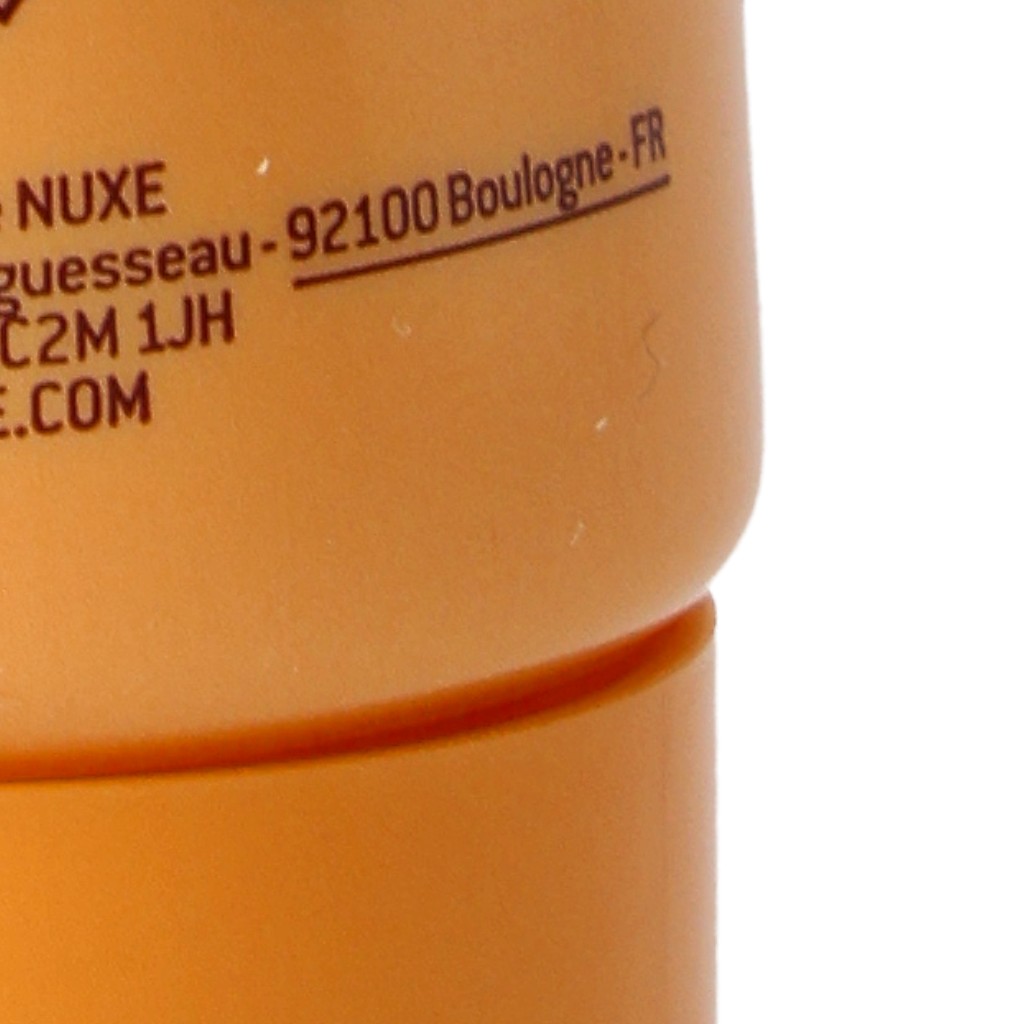 NUXE
guesseau - 92100 Boulogne - FR
C2M 1JH
E.COM